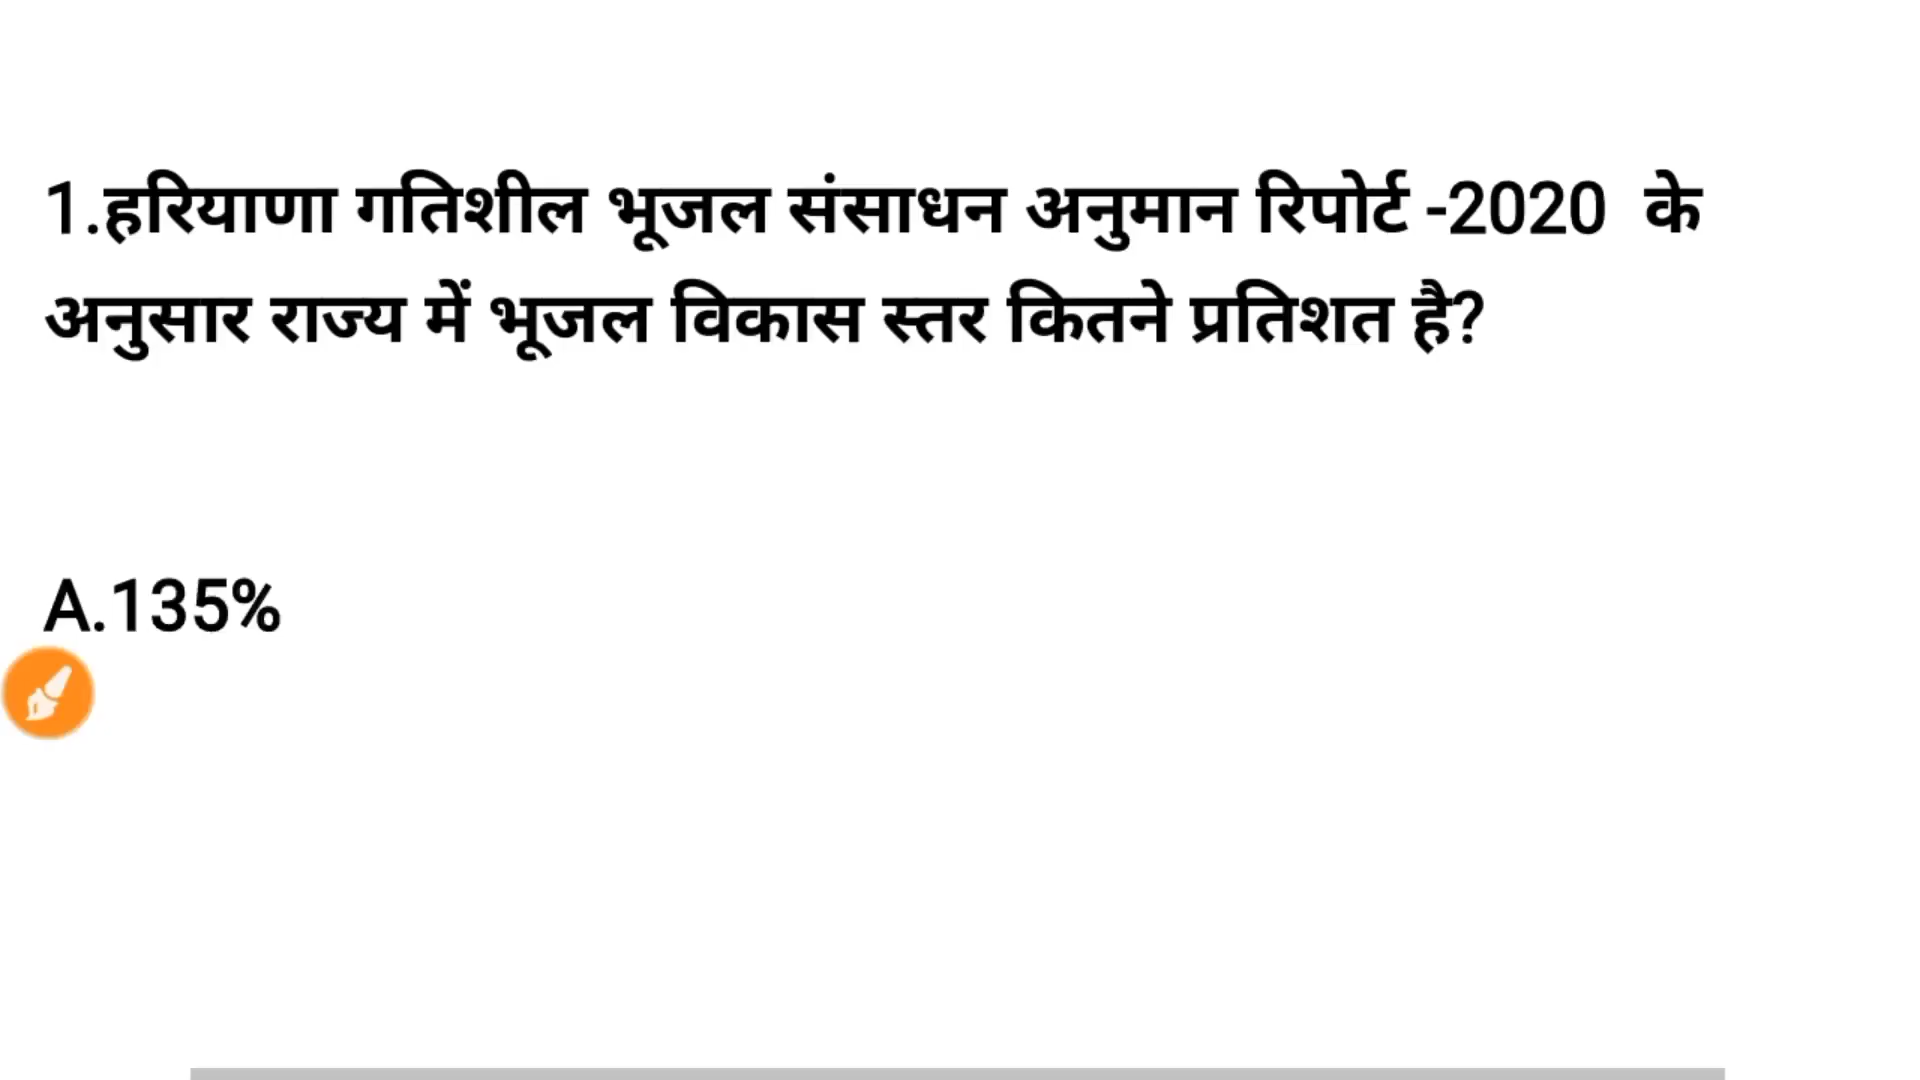 1.हरियाणा गतिशील भूजल संसाधन अनुमान रिपोर्ट -2020 के
अनुसार राज्य में भूजल विकास स्तर कितने प्रतिशत है?
A.135%